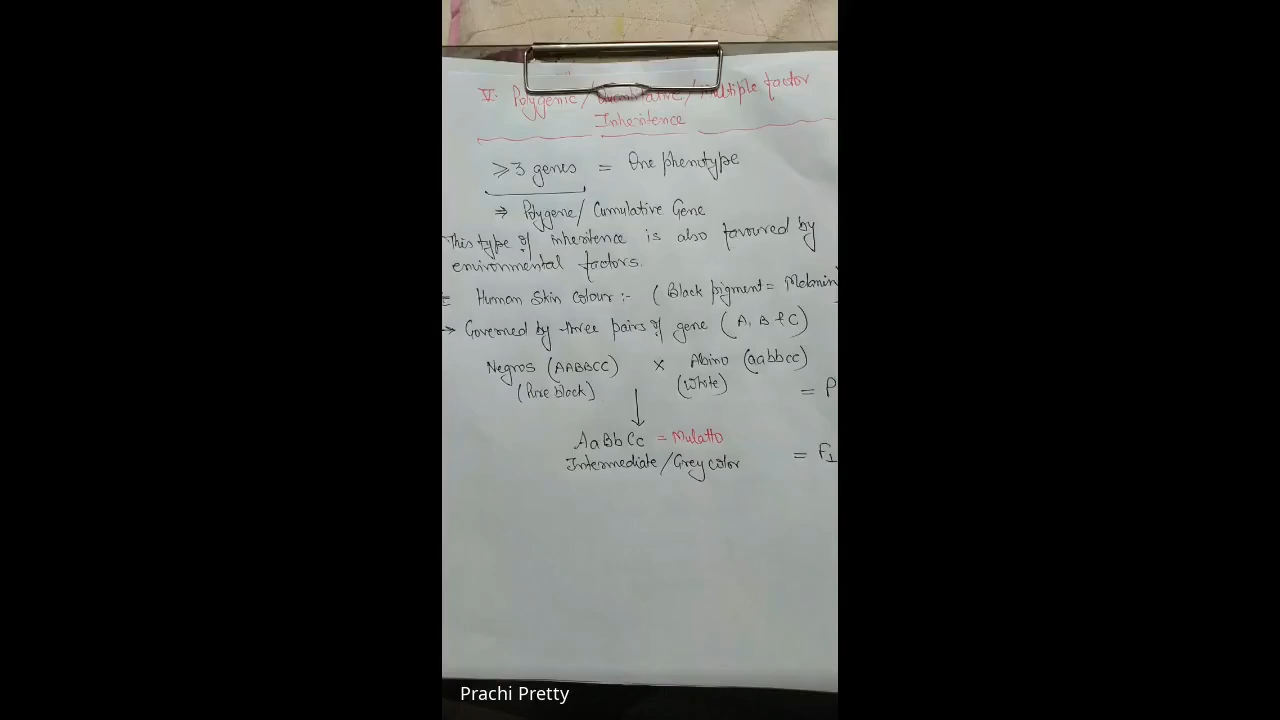 V. Polygenic / Quantitative / Multiple factor
Inheritence
≥3 genes = One phenotype
⇒ Polygene / Cumulative Gene
This type of inheritence is also favoured by
environmental factors.
Human Skin Colour :- ( Black pigment = Melanin)
→ Governed by three pairs of gene ( A, B & C )
Negros (AABBCC) × Abino (aabbcc)
(Pure black) (White) = P
AaBbCc = Mulatto
Intermediate / Grey color = F1
Prachi Pretty